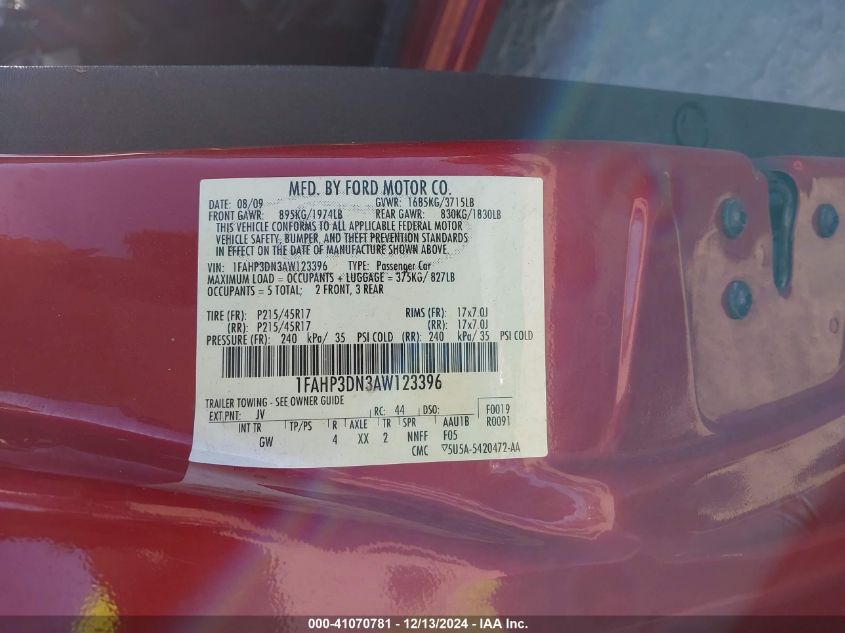 MFD. BY FORD MOTOR CO.
DATE: 08/09 GVWR: 1685KG/3715LB
FRONT GAWR: 895KG/1974LB REAR GAWR: 830KG/1830LB
THIS VEHICLE CONFORMS TO ALL APPLICABLE FEDERAL MOTOR
VEHICLE SAFETY, BUMPER, AND THEFT PREVENTION STANDARDS
IN EFFECT ON THE DATE OF MANUFACTURE SHOWN ABOVE.
VIN: 1FAHP3DN3AW123396 TYPE: Passenger Car
MAXIMUM LOAD = OCCUPANTS + LUGGAGE = 375KG/ 827LB
OCCUPANTS = 5 TOTAL; 2 FRONT, 3 REAR
TIRE (FR): P215/45R17 RIMS (FR): 17x7.0J
(RR): P215/45R17 (RR): 17x7.0J
PRESSURE (FR): 240 kPa/ 35 PSI COLD (RR): 240 kPa/ 35 PSI COLD
1FAHP3DN3AW123396
TRAILER TOWING - SEE OWNER GUIDE
EXT PNT: JV RC: 44 DSO: F0019
INT TR TP/PS R AXLE TR SPR AAU1B R0091
GW 4 XX 2 NNFF F05
CMC ▽5U5A-5420472-AA
000-41070781 - 12/13/2024 - IAA Inc.